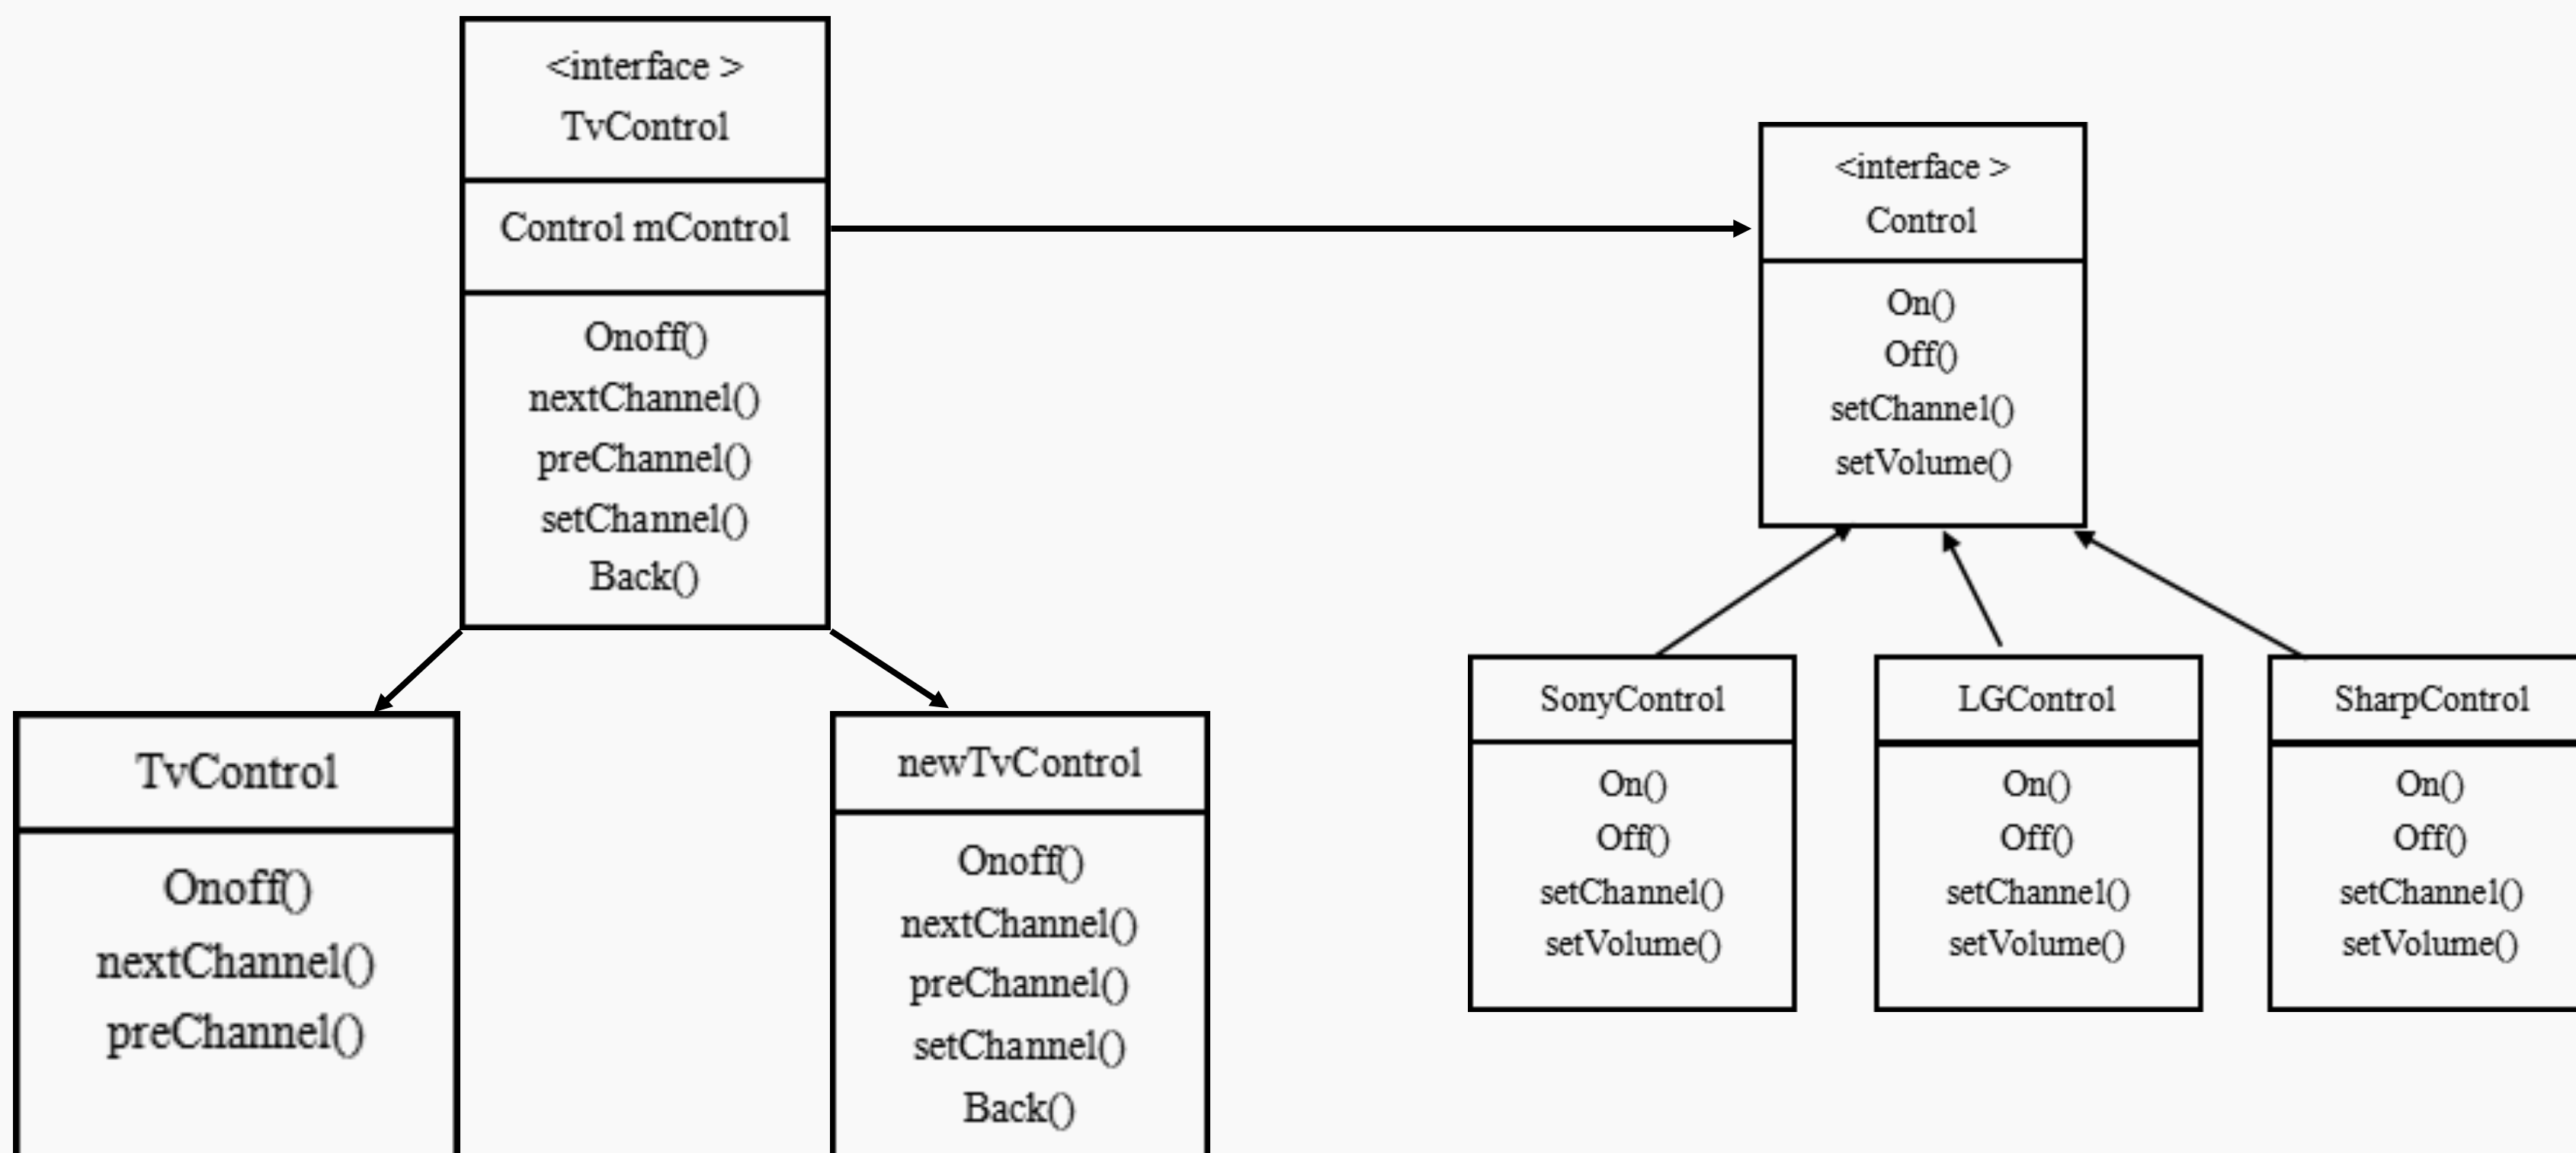 <interface >
TvControl
Control mControl
Onoff()
nextChannel()
preChannel()
setChannel()
Back()
<interface >
Control
On()
Off()
setChannel()
setVolume()
TvControl
Onoff()
nextChannel()
preChannel()
newTvControl
Onoff()
nextChannel()
preChannel()
setChannel()
Back()
SonyControl
On()
Off()
setChannel()
setVolume()
LGControl
On()
Off()
setChannel()
setVolume()
SharpControl
On()
Off()
setChannel()
setVolume()